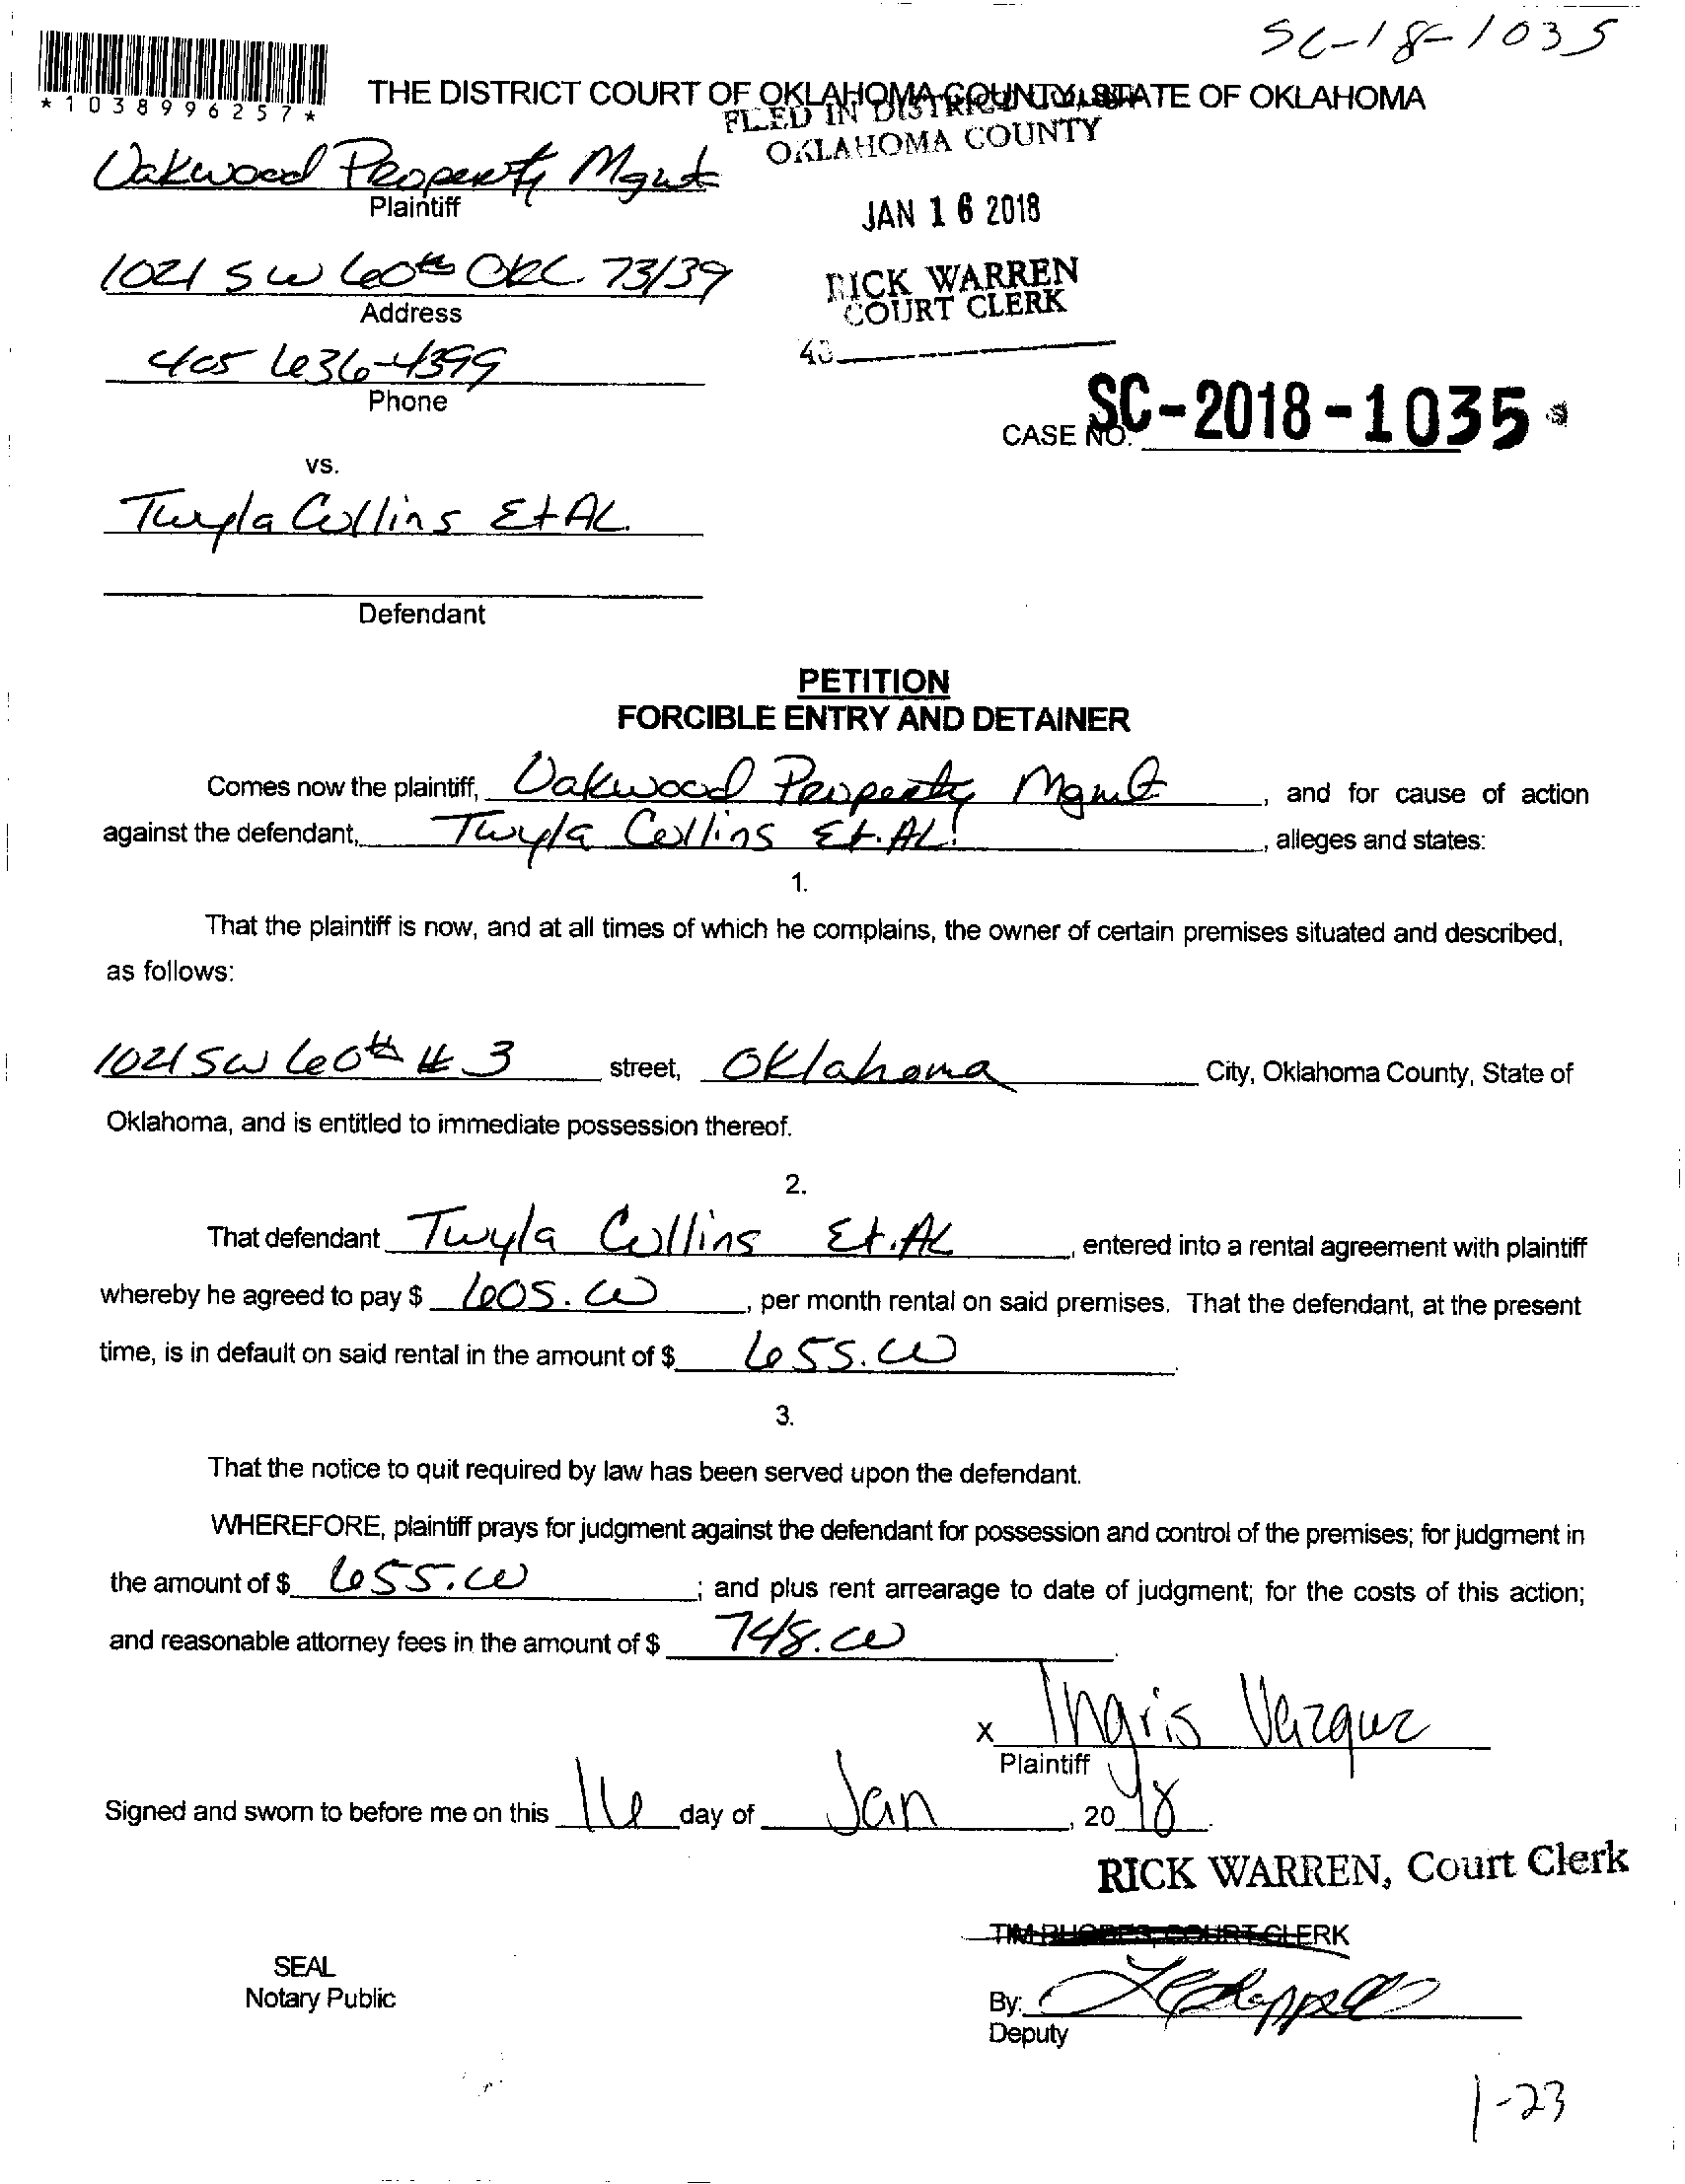 SC-18-1035
*1038996257*
THE DISTRICT COURT OF OKLAHOMA COUNTY, STATE OF OKLAHOMA
FILED IN DISTRICT COURT
OKLAHOMA COUNTY
Oakwood Property Mgmt
Plaintiff
JAN 16 2018
1021 SW 60th OKC 73139
Address
RICK WARREN
COURT CLERK
405 636-4399
Phone
43
CASE NO. SC-2018-1035
vs.
Twyla Collins Et AL.
Defendant
PETITION
FORCIBLE ENTRY AND DETAINER
Comes now the plaintiff, Oakwood Property Mgmt, and for cause of action
against the defendant, Twyla Collins Et. AL., alleges and states:
1.
That the plaintiff is now, and at all times of which he complains, the owner of certain premises situated and described,
as follows:
1021 SW 60th # 3 street, Oklahoma City, Oklahoma County, State of
Oklahoma, and is entitled to immediate possession thereof.
2.
That defendant Twyla Collins Et. AL, entered into a rental agreement with plaintiff
whereby he agreed to pay $ 605.00, per month rental on said premises. That the defendant, at the present
time, is in default on said rental in the amount of $ 655.00.
3.
That the notice to quit required by law has been served upon the defendant.
WHEREFORE, plaintiff prays for judgment against the defendant for possession and control of the premises; for judgment in
the amount of $ 655.00; and plus rent arrearage to date of judgment; for the costs of this action;
and reasonable attorney fees in the amount of $ 748.00.
x Ingris Vazquez
Plaintiff
Signed and sworn to before me on this 16 day of Jan, 2018.
RICK WARREN, Court Clerk
TIM RHODES, COURT CLERK
SEAL
Notary Public
By:
Deputy
1-23